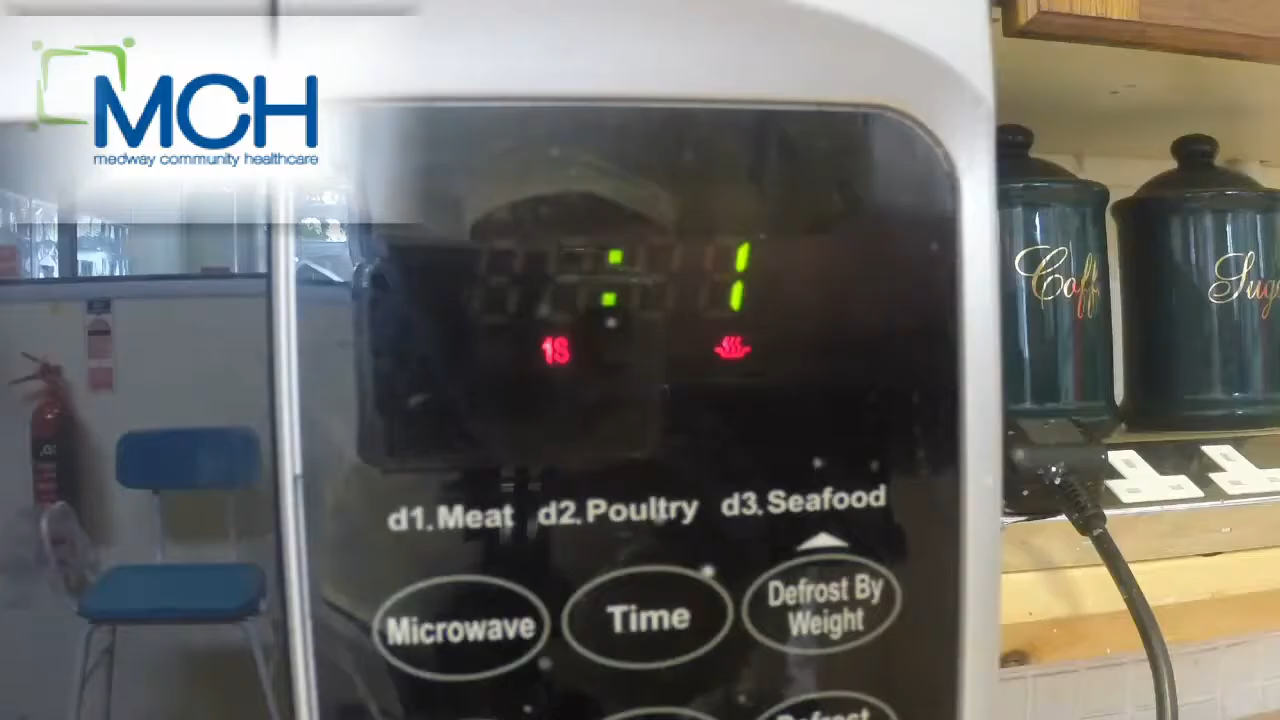 MCH
medway community healthcare
: 1
1S
d1.Meat d2.Poultry d3.Seafood
Microwave
Time
Defrost By
Weight
Defrost
Coff
Sug